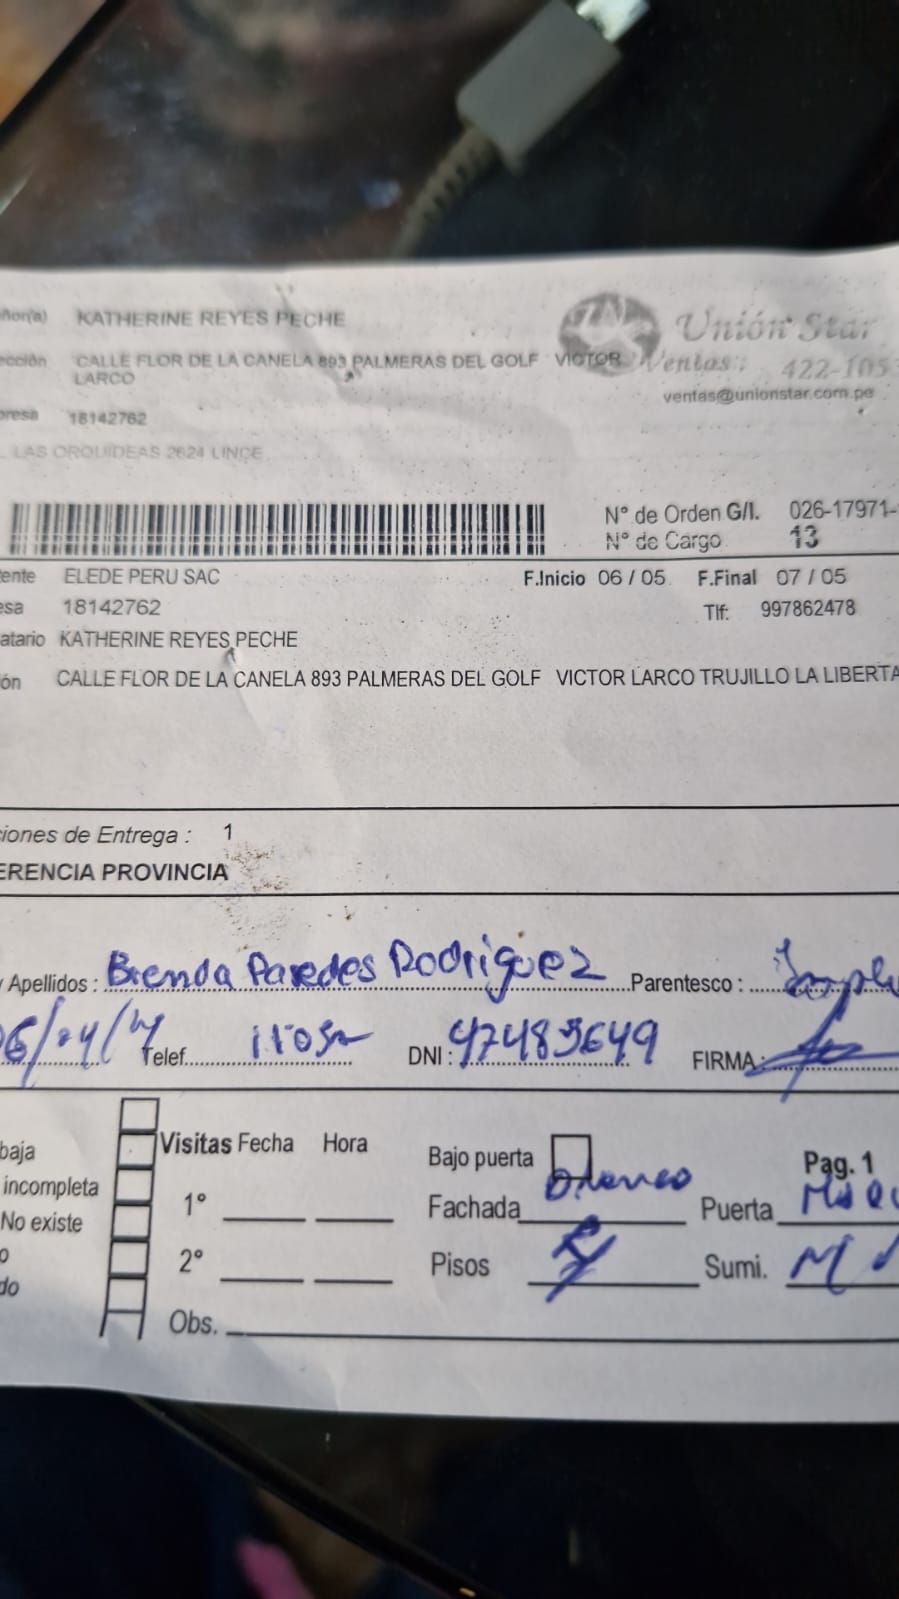 ñor(a) KATHERINE REYES PECHE
Unión Star
ección CALLE FLOR DE LA CANELA 893 PALMERAS DEL GOLF VICTOR
LARCO
Ventas: 422-105
ventas@unionstar.com.pe
presa 18142762
. LAS ORQUIDEAS 2624 LINCE
N° de Orden G/I. 026-17971-
N° de Cargo 13
ente ELEDE PERU SAC
F.Inicio 06 / 05 F.Final 07 / 05
esa 18142762
Tlf: 997862478
atario KATHERINE REYES PECHE
ión CALLE FLOR DE LA CANELA 893 PALMERAS DEL GOLF VICTOR LARCO TRUJILLO LA LIBERTA
ciones de Entrega : 1
ERENCIA PROVINCIA
y Apellidos : Brenda Paredes Rodriguez Parentesco :
Telef. DNI : FIRMA:
Visitas Fecha Hora
baja
incompleta
No existe
o
do
1°
2°
Obs.
Bajo puerta
Pag. 1
Fachada Puerta
Pisos Sumi.